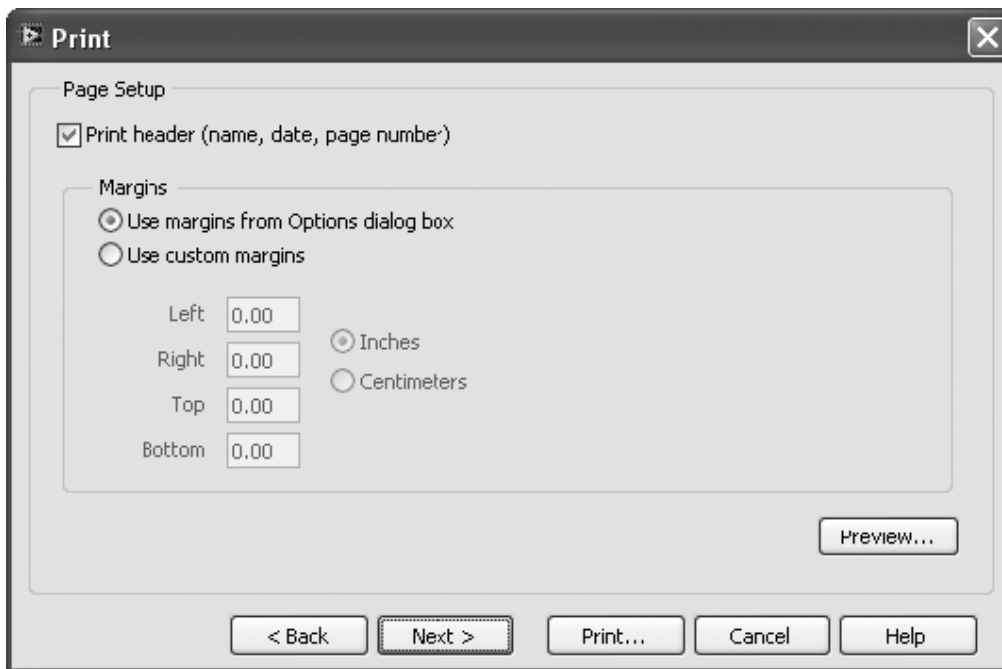 Print
Page Setup
Print header (name, date, page number)
Margins
Use margins from Options dialog box
Use custom margins
Left 0.00
Inches
Right 0.00
Centimeters
Top 0.00
Bottom 0.00
Preview...
< Back Next > Print... Cancel Help